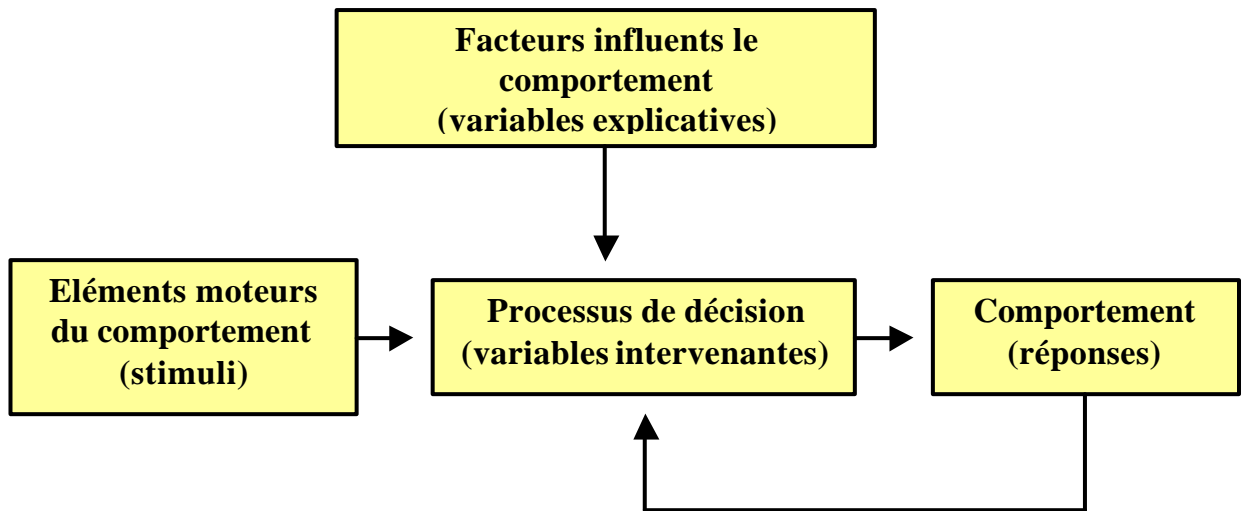 Facteurs influents le
comportement
(variables explicatives)
Eléments moteurs
du comportement
(stimuli)
Processus de décision
(variables intervenantes)
Comportement
(réponses)